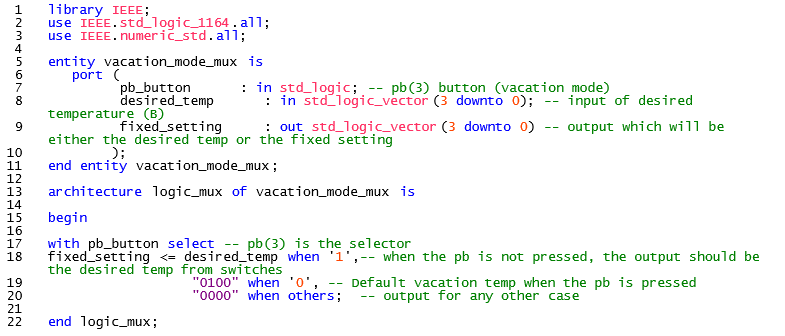 1 library IEEE;
2 use IEEE.std_logic_1164.all;
3 use IEEE.numeric_std.all;
4
5 entity vacation_mode_mux is
6 port (
7 pb_button : in std_logic; -- pb(3) button (vacation mode)
8 desired_temp : in std_logic_vector(3 downto 0); -- input of desired
temperature (B)
9 fixed_setting : out std_logic_vector(3 downto 0) -- output which will be
either the desired temp or the fixed setting
10 );
11 end entity vacation_mode_mux;
12
13 architecture logic_mux of vacation_mode_mux is
14
15 begin
16
17 with pb_button select -- pb(3) is the selector
18 fixed_setting <= desired_temp when '1',-- when the pb is not pressed, the output should be
the desired temp from switches
19 "0100" when '0', -- Default vacation temp when the pb is pressed
20 "0000" when others; -- output for any other case
21
22 end logic_mux;